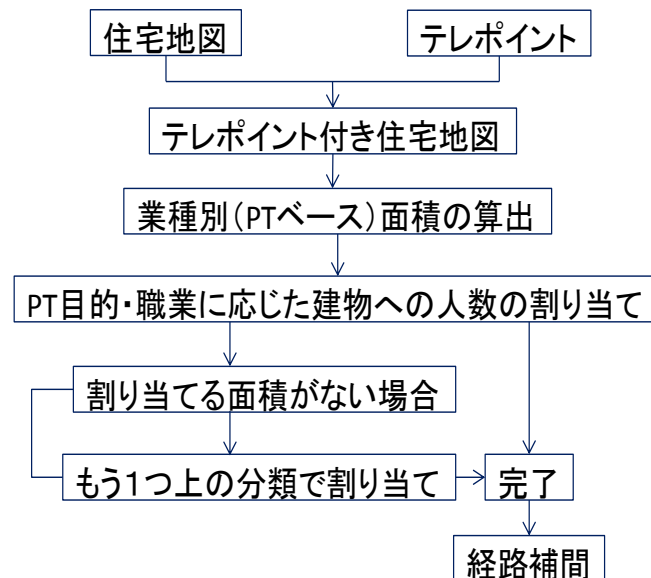 住宅地図
テレポイント
テレポイント付き住宅地図
業種別(PTベース)面積の算出
PT目的・職業に応じた建物への人数の割り当て
割り当てる面積がない場合
もう1つ上の分類で割り当て
完了
経路補間